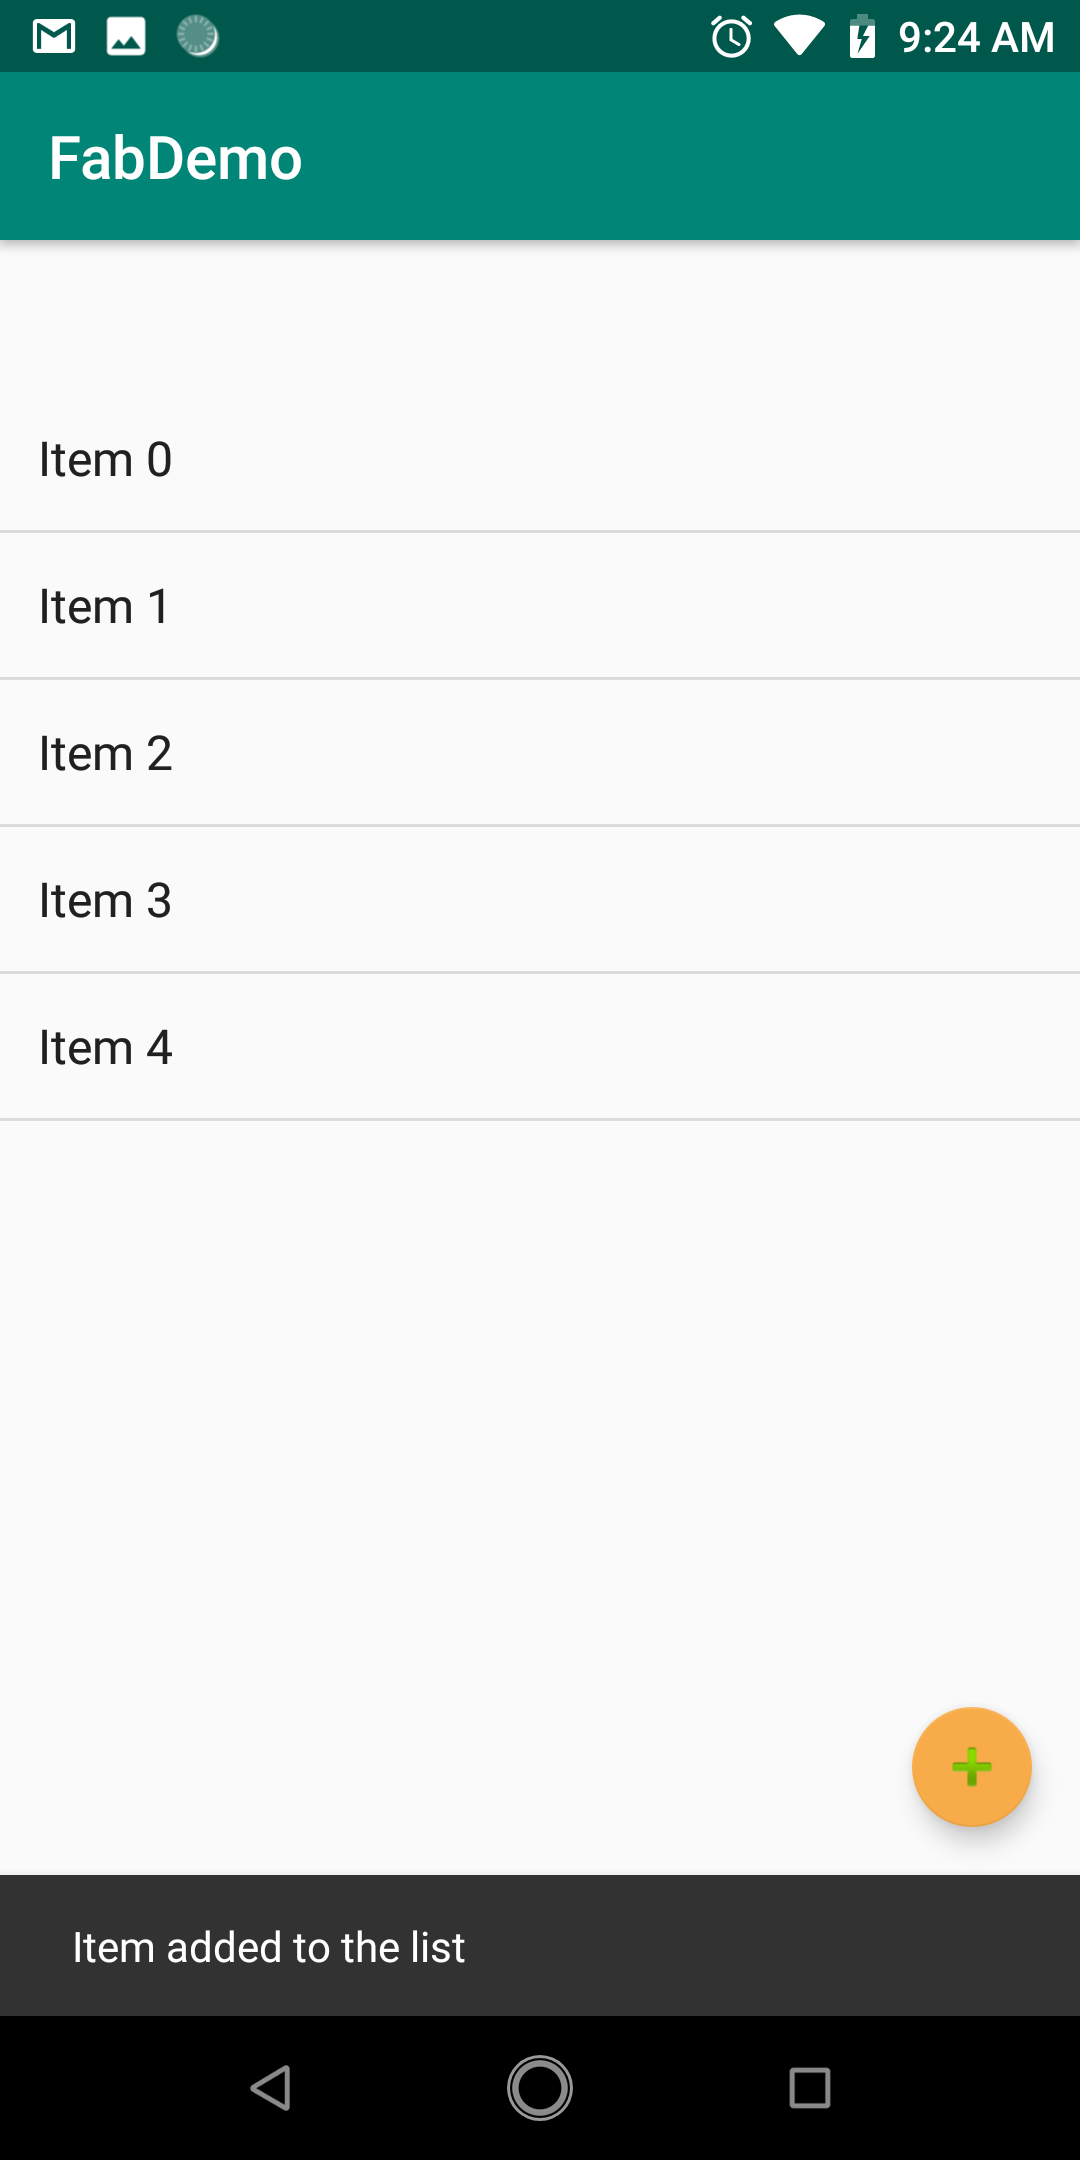 9:24 AM
FabDemo
Item 0
Item 1
Item 2
Item 3
Item 4
Item added to the list